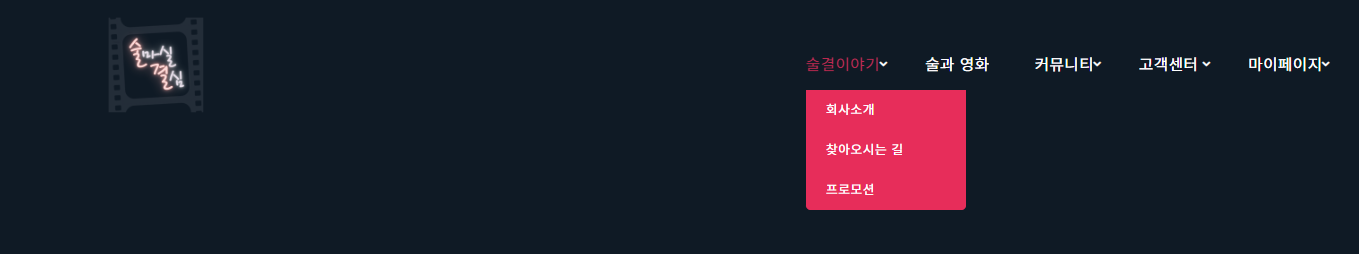 술마실
결심
술결이야기
술과 영화
커뮤니티
고객센터
마이페이지
회사소개
찾아오시는 길
프로모션